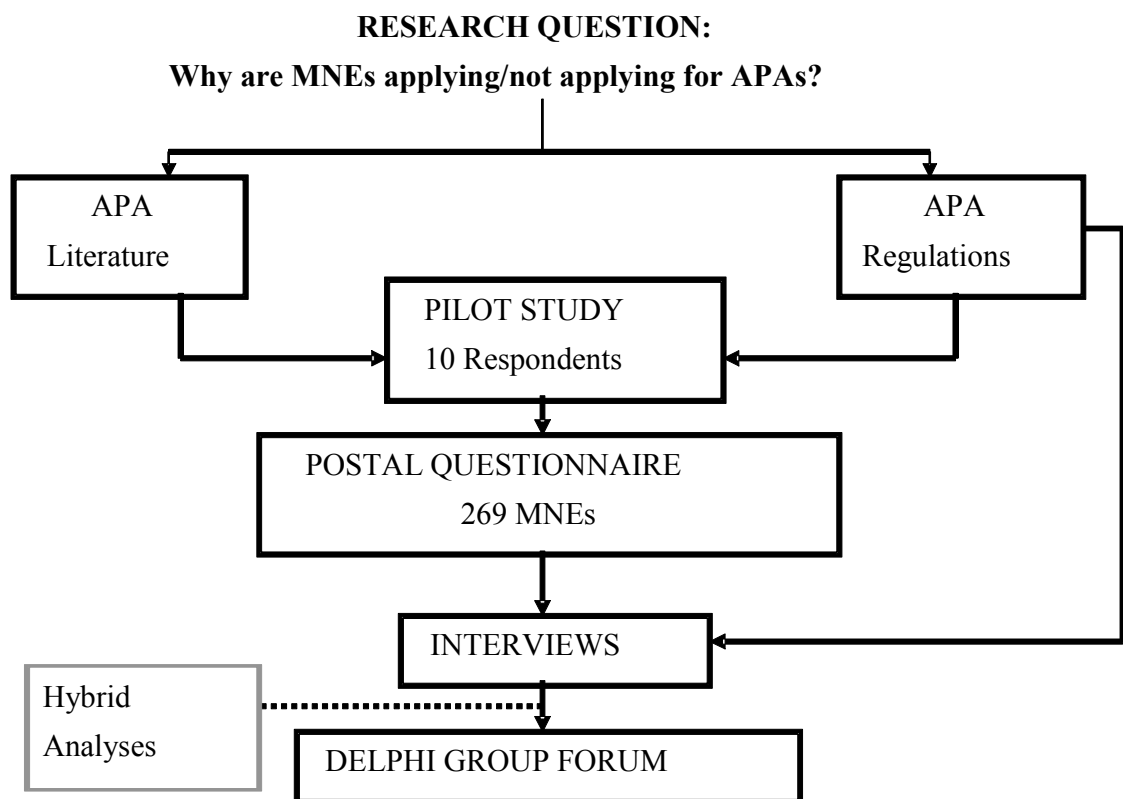 RESEARCH QUESTION:
Why are MNEs applying/not applying for APAs?
APA
Literature
APA
Regulations
PILOT STUDY
10 Respondents
POSTAL QUESTIONNAIRE
269 MNEs
INTERVIEWS
Hybrid
Analyses
DELPHI GROUP FORUM